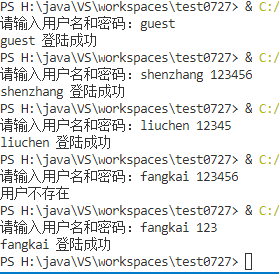 PS H:\java\VS\workspaces\test0727> & C:/
请输入用户名和密码：guest
guest 登陆成功
PS H:\java\VS\workspaces\test0727> & C:/
请输入用户名和密码：shenzhang 123456
shenzhang 登陆成功
PS H:\java\VS\workspaces\test0727> & C:/
请输入用户名和密码：liuchen 12345
liuchen 登陆成功
PS H:\java\VS\workspaces\test0727> & C:/
请输入用户名和密码：fangkai 123456
用户不存在
PS H:\java\VS\workspaces\test0727> & C:/
请输入用户名和密码：fangkai 123
fangkai 登陆成功
PS H:\java\VS\workspaces\test0727>